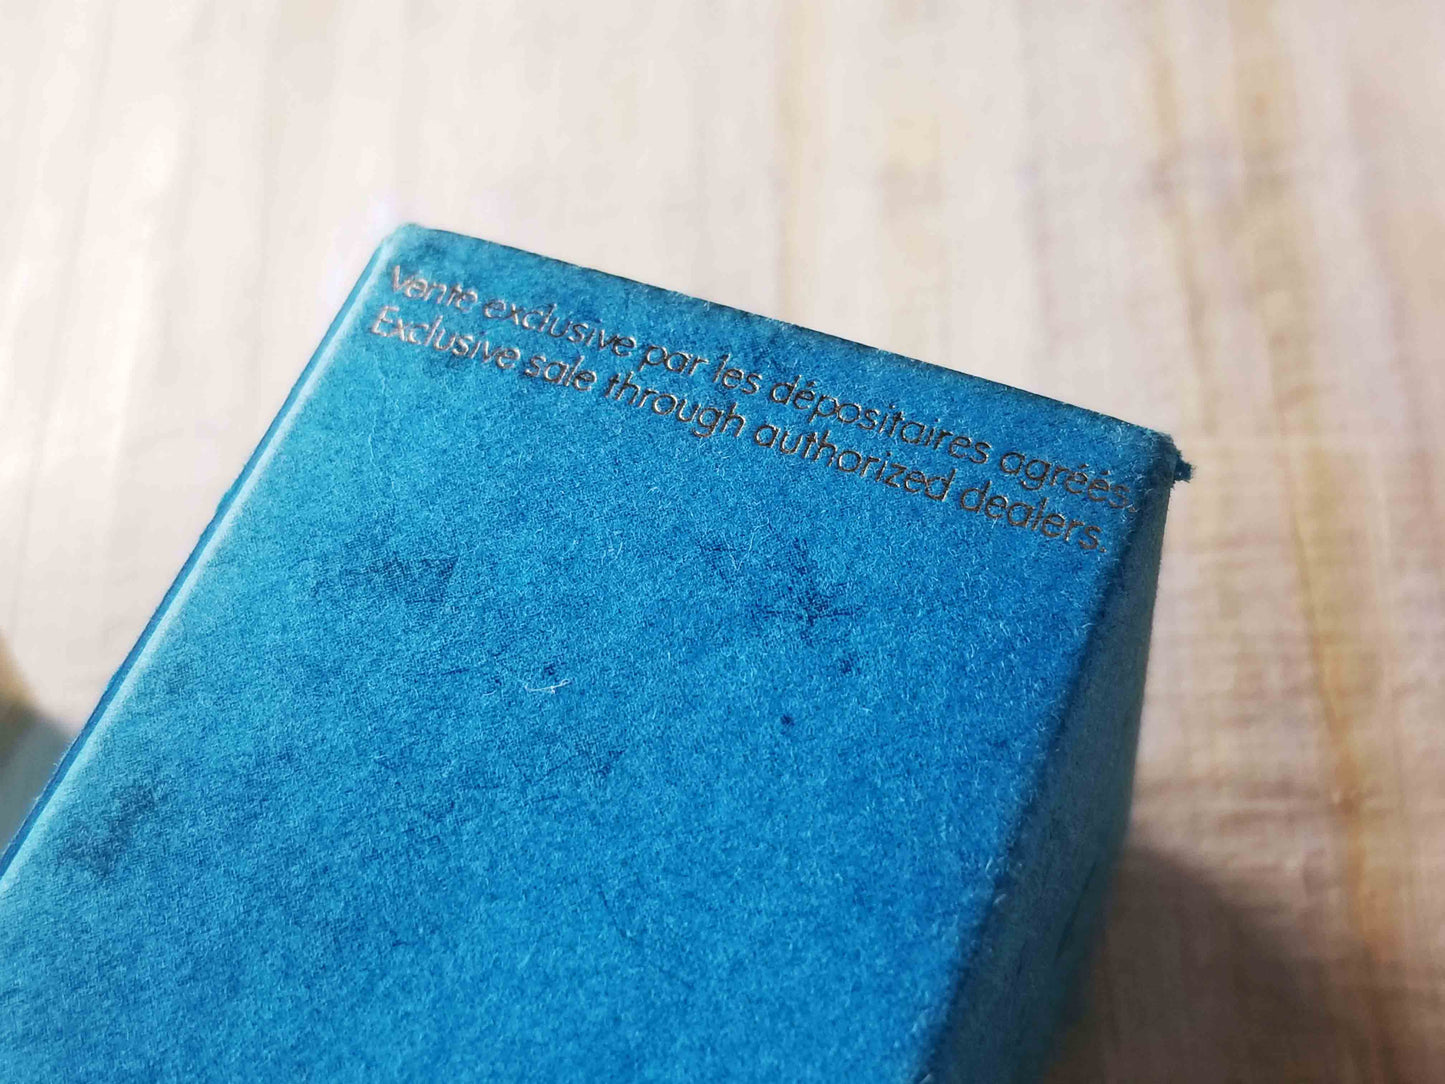 Vente exclusive par les dépositaires agréés.
Exclusive sale through authorized dealers.